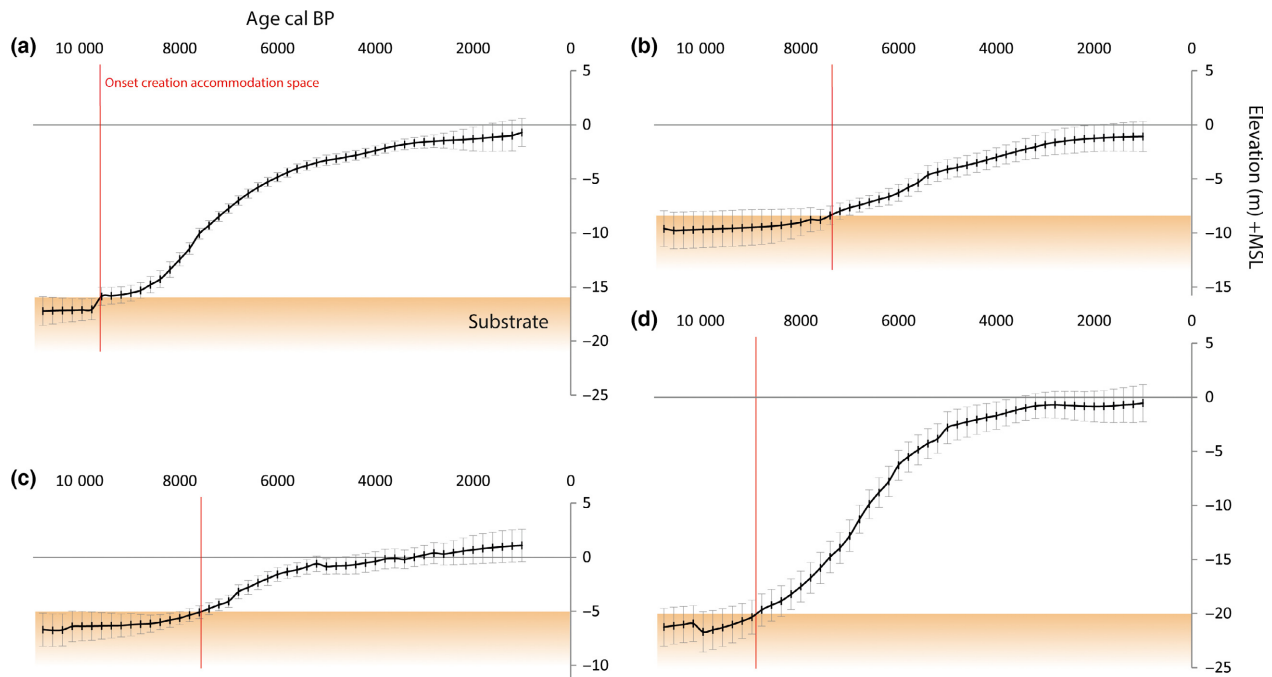 Age cal BP
(a)
10 000 8000 6000 4000 2000 0
Onset creation accommodation space
5
0
−5
−10
−15
−20
−25
Substrate
(b)
10 000 8000 6000 4000 2000 0
5
0
−5
−10
−15
Elevation (m) +MSL
(c)
10 000 8000 6000 4000 2000 0
5
0
−5
−10
(d)
10 000 8000 6000 4000 2000 0
5
0
−5
−10
−15
−20
−25